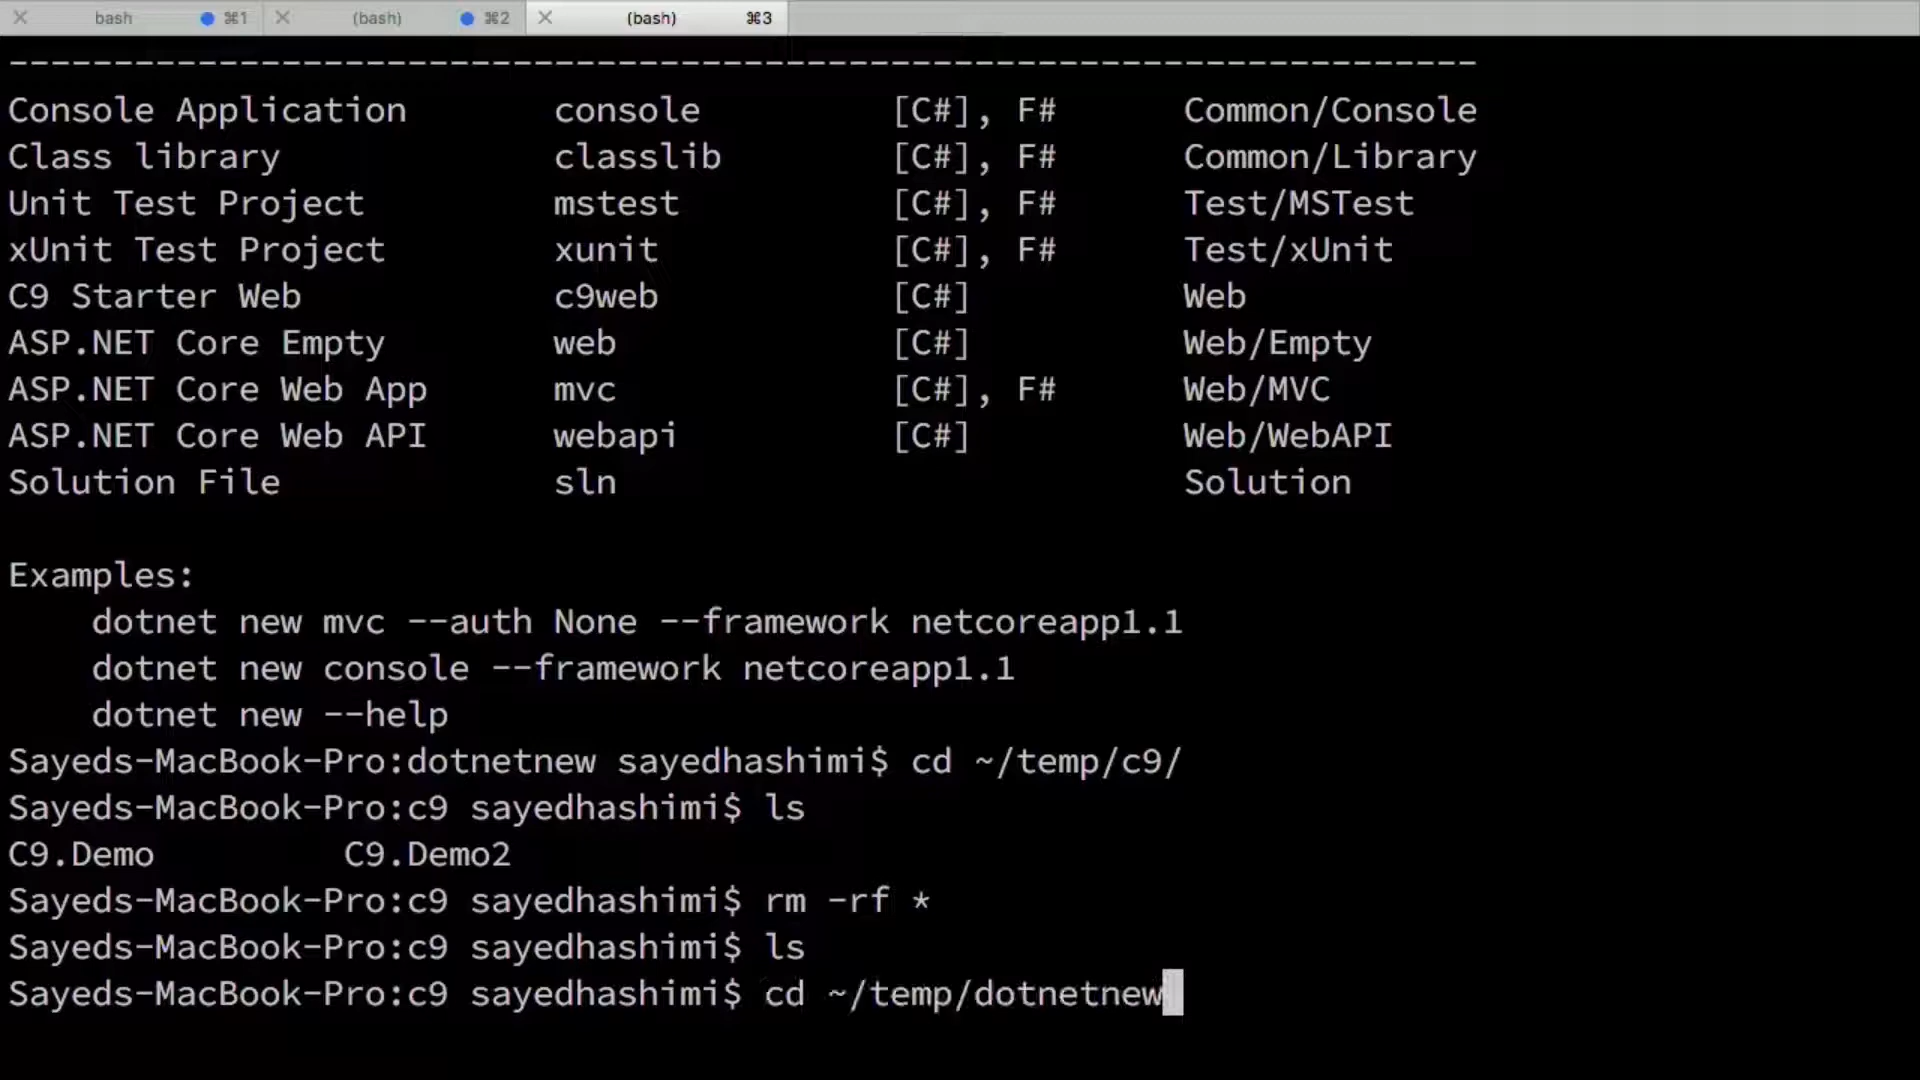 bash ⌘1 (bash) ⌘2 (bash) ⌘3
----------------------------------------------------------------------
Console Application console [C#], F# Common/Console
Class library classlib [C#], F# Common/Library
Unit Test Project mstest [C#], F# Test/MSTest
xUnit Test Project xunit [C#], F# Test/xUnit
C9 Starter Web c9web [C#] Web
ASP.NET Core Empty web [C#] Web/Empty
ASP.NET Core Web App mvc [C#], F# Web/MVC
ASP.NET Core Web API webapi [C#] Web/WebAPI
Solution File sln Solution
Examples:
dotnet new mvc --auth None --framework netcoreapp1.1
dotnet new console --framework netcoreapp1.1
dotnet new --help
Sayeds-MacBook-Pro:dotnetnew sayedhashimi$ cd ~/temp/c9/
Sayeds-MacBook-Pro:c9 sayedhashimi$ ls
C9.Demo C9.Demo2
Sayeds-MacBook-Pro:c9 sayedhashimi$ rm -rf *
Sayeds-MacBook-Pro:c9 sayedhashimi$ ls
Sayeds-MacBook-Pro:c9 sayedhashimi$ cd ~/temp/dotnetnew